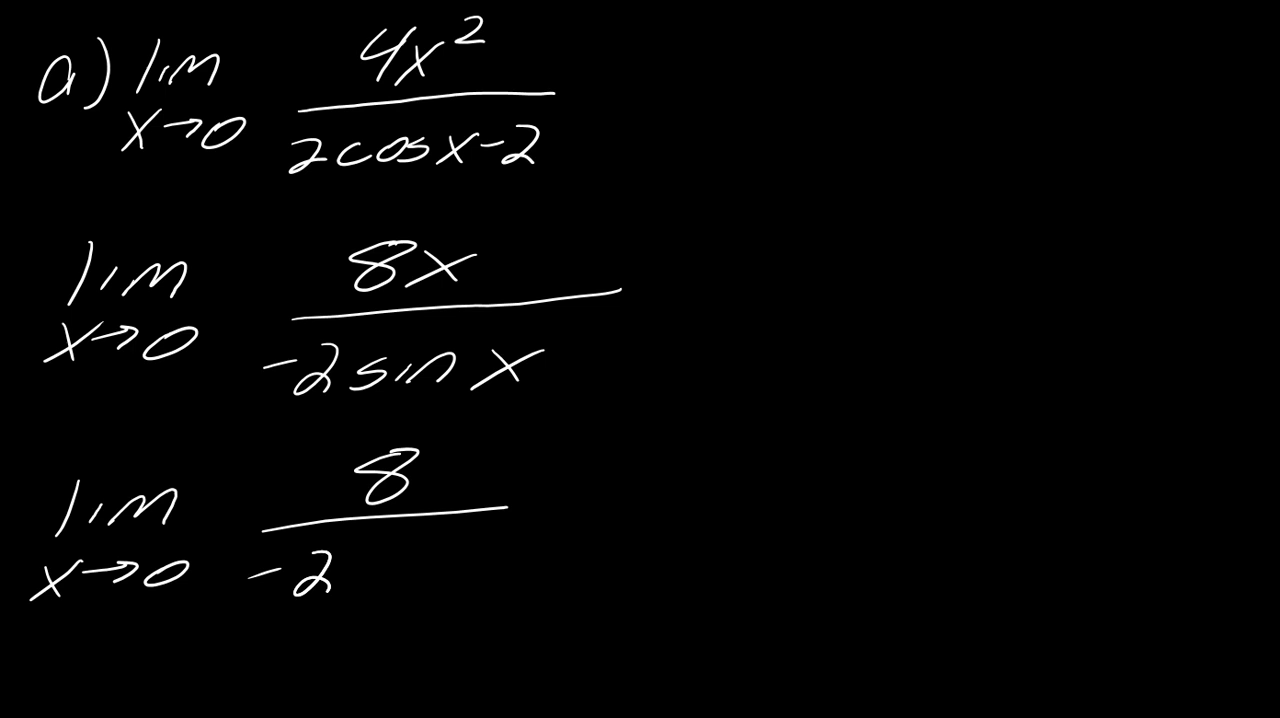 a) lim 4x²
x→0 2cosx-2
lim 8x
x→0 -2sinx
lim 8
x→0 -2